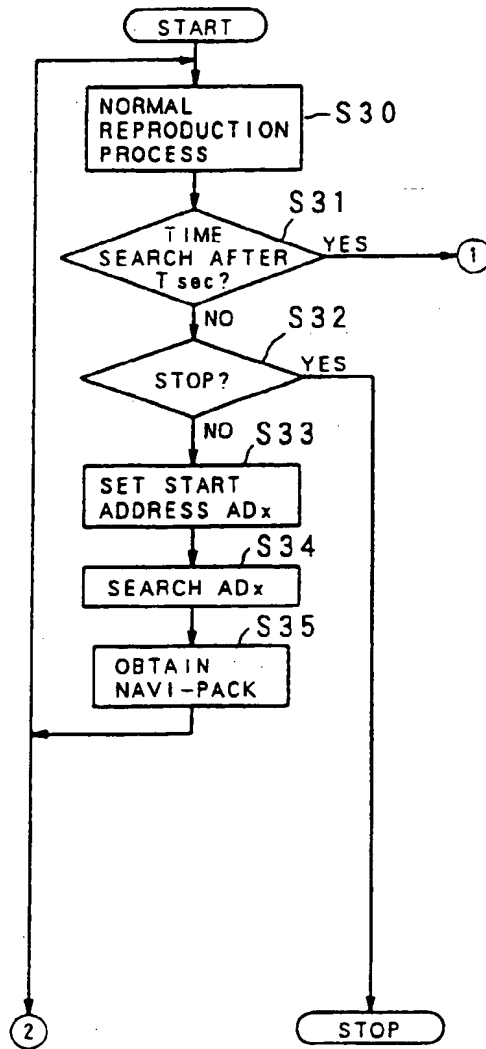 START
NORMAL
REPRODUCTION
PROCESS
S30
TIME
SEARCH AFTER
T sec?
S31
YES
1
NO
S32
STOP?
YES
NO
S33
SET START
ADDRESS ADx
S34
SEARCH ADx
S35
OBTAIN
NAVI-PACK
2
STOP